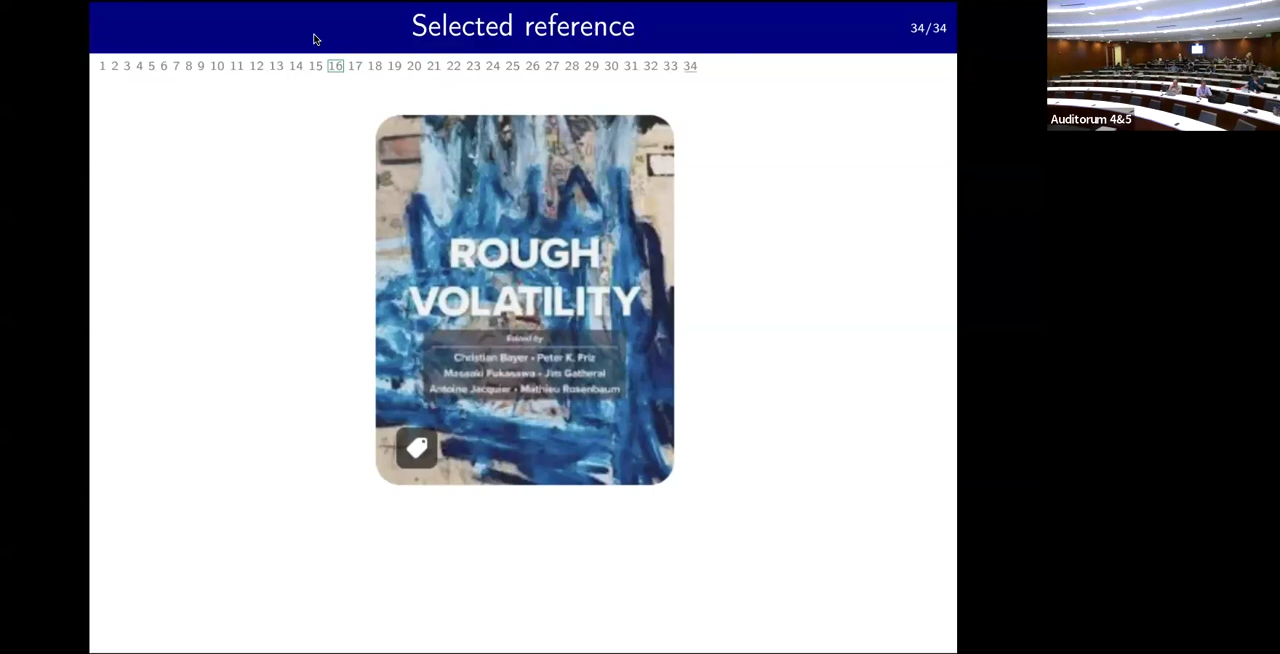 Selected reference
34/34
1 2 3 4 5 6 7 8 9 10 11 12 13 14 15 16 17 18 19 20 21 22 23 24 25 26 27 28 29 30 31 32 33 34
Auditorum 4&5
ROUGH
VOLATILITY
Edited by
Christian Bayer • Peter K. Friz
Masaaki Fukasawa • Jim Gatheral
Antoine Jacquier • Mathieu Rosenbaum